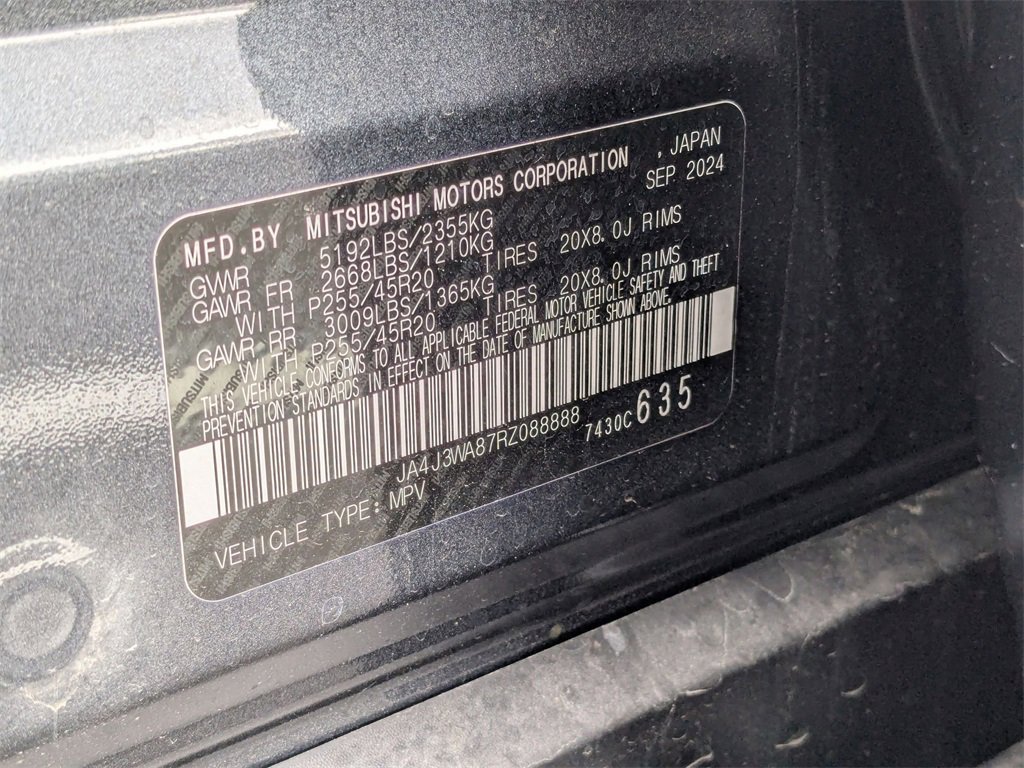 MFD.BY MITSUBISHI MOTORS CORPORATION , JAPAN
SEP 2024
GVWR 5192LBS/2355KG
GAWR FR 2668LBS/1210KG
WITH P255/45R20 TIRES 20X8.0J RIMS
GAWR RR 3009LBS/1365KG
WITH P255/45R20 TIRES 20X8.0J RIMS
THIS VEHICLE CONFORMS TO ALL APPLICABLE FEDERAL MOTOR VEHICLE SAFETY AND THEFT
PREVENTION STANDARDS IN EFFECT ON THE DATE OF MANUFACTURE SHOWN ABOVE.
JA4J3WA87RZ088888
7430C635
VEHICLE TYPE: MPV